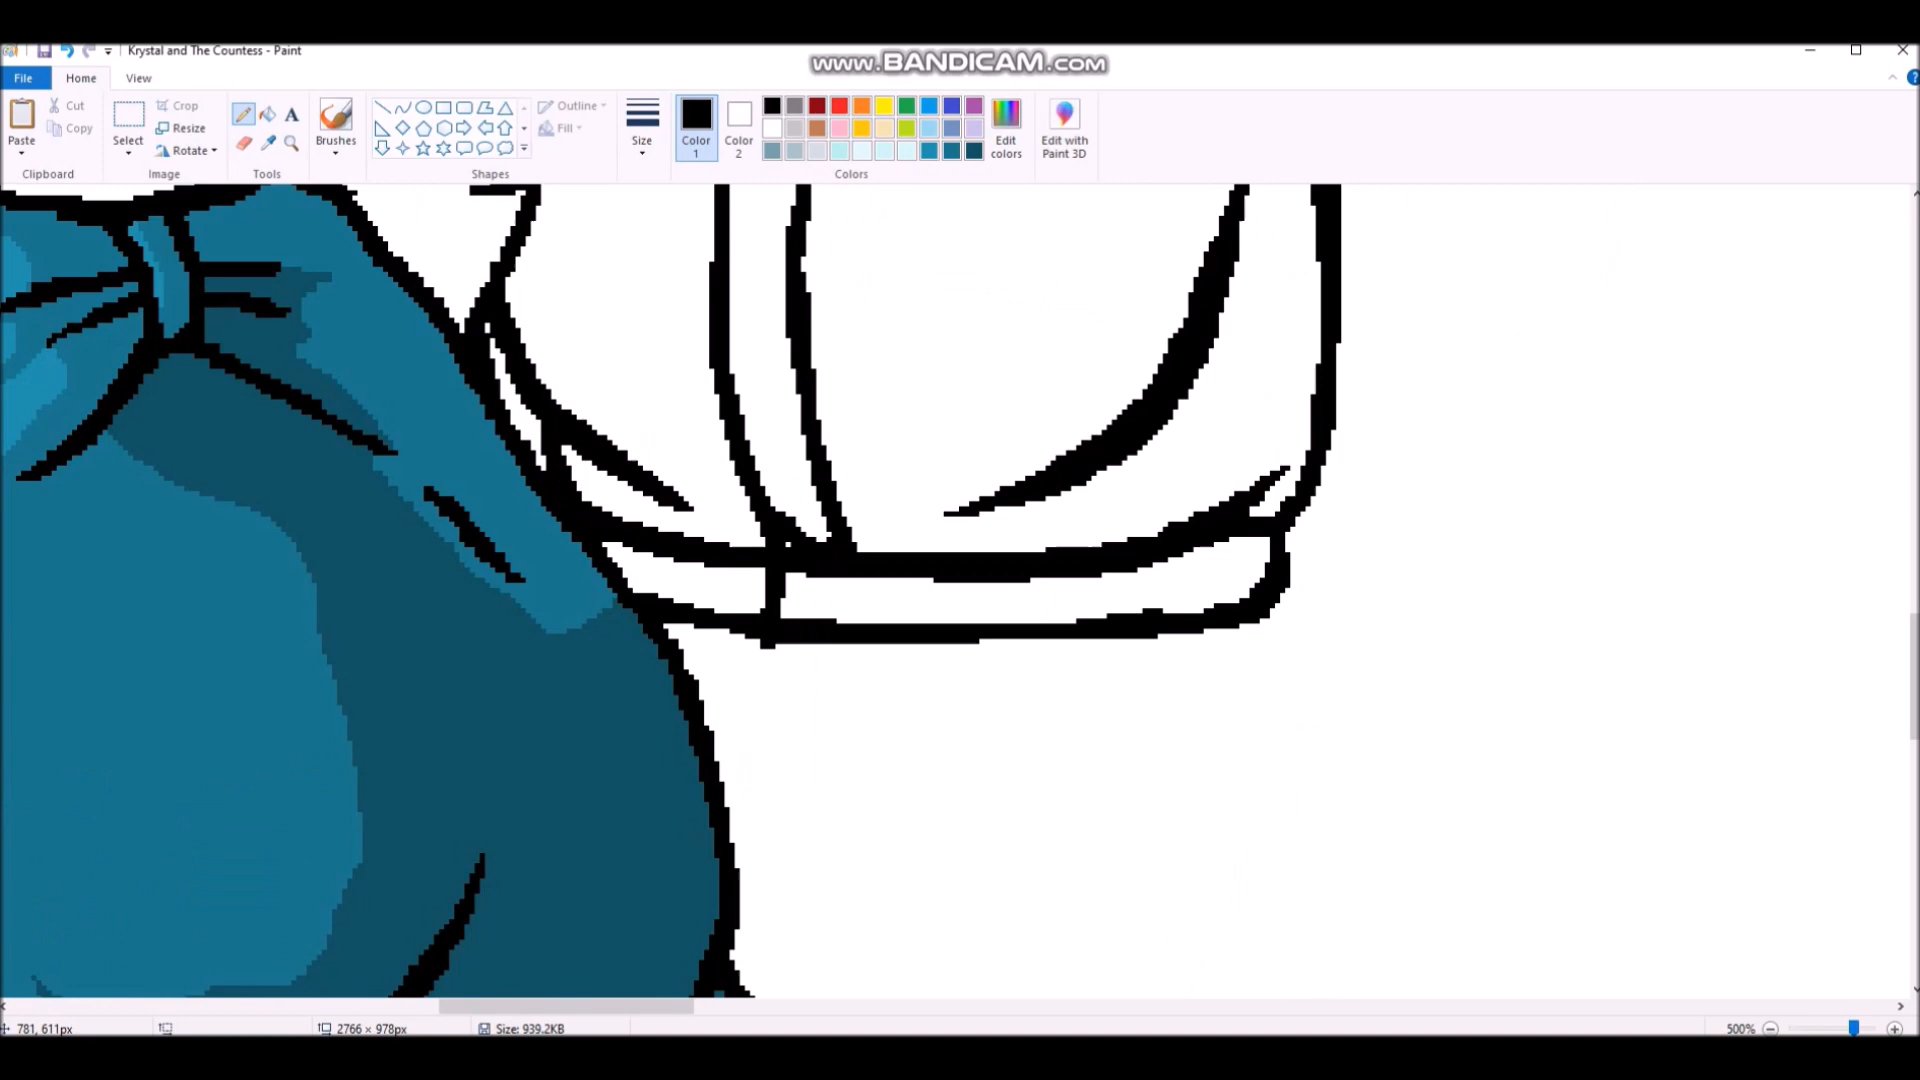 Krystal and The Countess - Paint
www.BANDICAM.com
File Home View
Paste
Cut
Copy
Clipboard
Select
Crop
Resize
Rotate
Image
A
Tools
Brushes
Outline
Fill
Shapes
Size
Color 1
Color 2
Edit colors
Colors
Edit with Paint 3D
781, 611px
2766 × 978px
Size: 939.2KB
500%